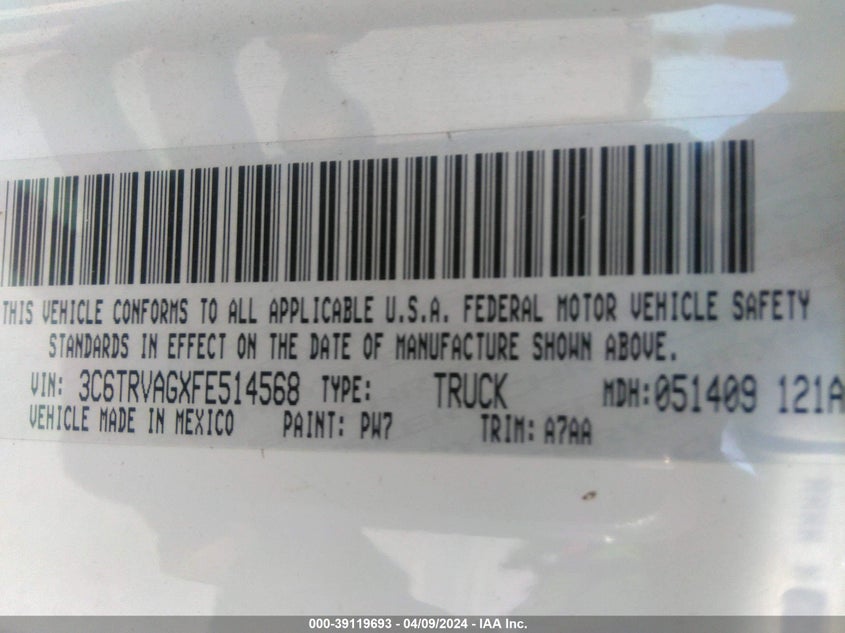 THIS VEHICLE CONFORMS TO ALL APPLICABLE U.S.A. FEDERAL MOTOR VEHICLE SAFETY
STANDARDS IN EFFECT ON THE DATE OF MANUFACTURE SHOWN ABOVE.
VIN: 3C6TRVAGXFE514568 TYPE: TRUCK MDH:051409 121A
VEHICLE MADE IN MEXICO PAINT: PW7 TRIM: A7AA
000-39119693 - 04/09/2024 - IAA Inc.